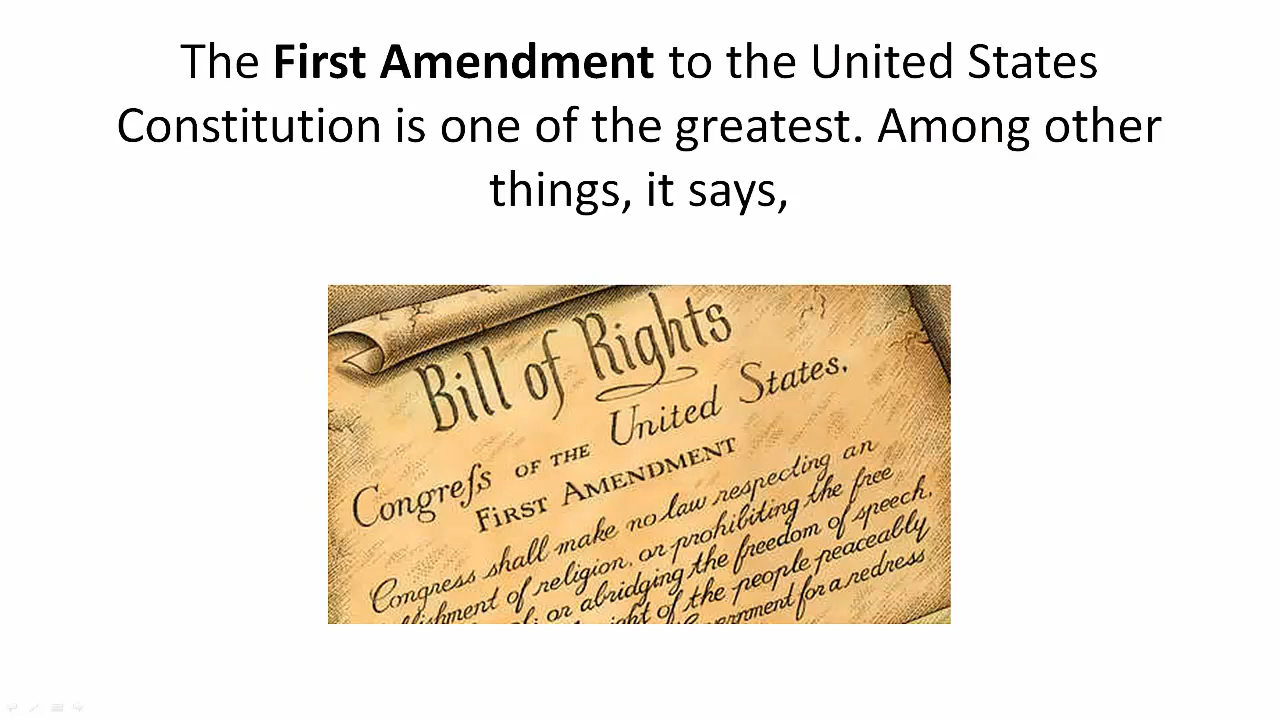 The First Amendment to the United States
Constitution is one of the greatest. Among other
things, it says,
Bill of Rights
Congreſs OF THE United States.
FIRST AMENDMENT
Congress shall make no law respecting an
of religion, or prohibiting the free
or abridging the freedom of speech,
of the people peaceably
for a redress